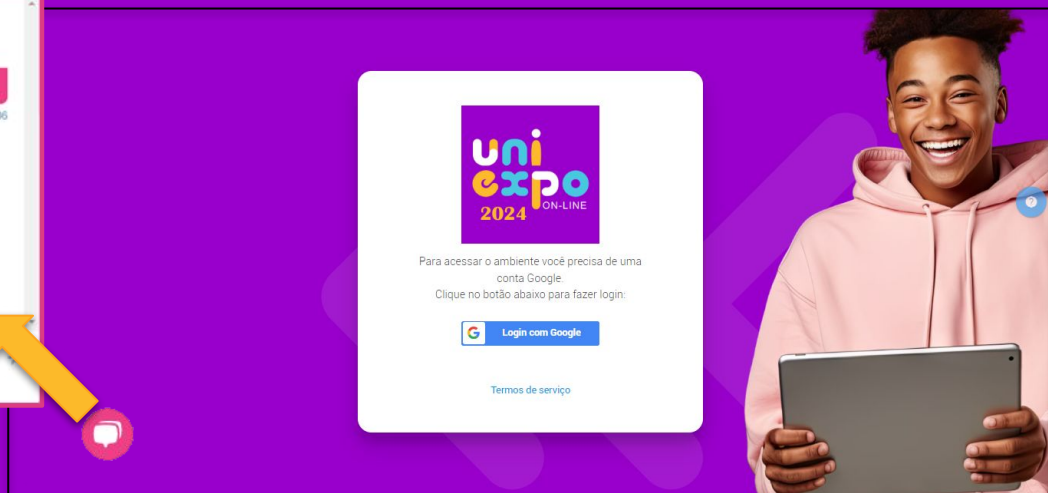 uni
expo
2024 ON-LINE
Para acessar o ambiente você precisa de uma
conta Google.
Clique no botão abaixo para fazer login:
G Login com Google
Termos de serviço
?